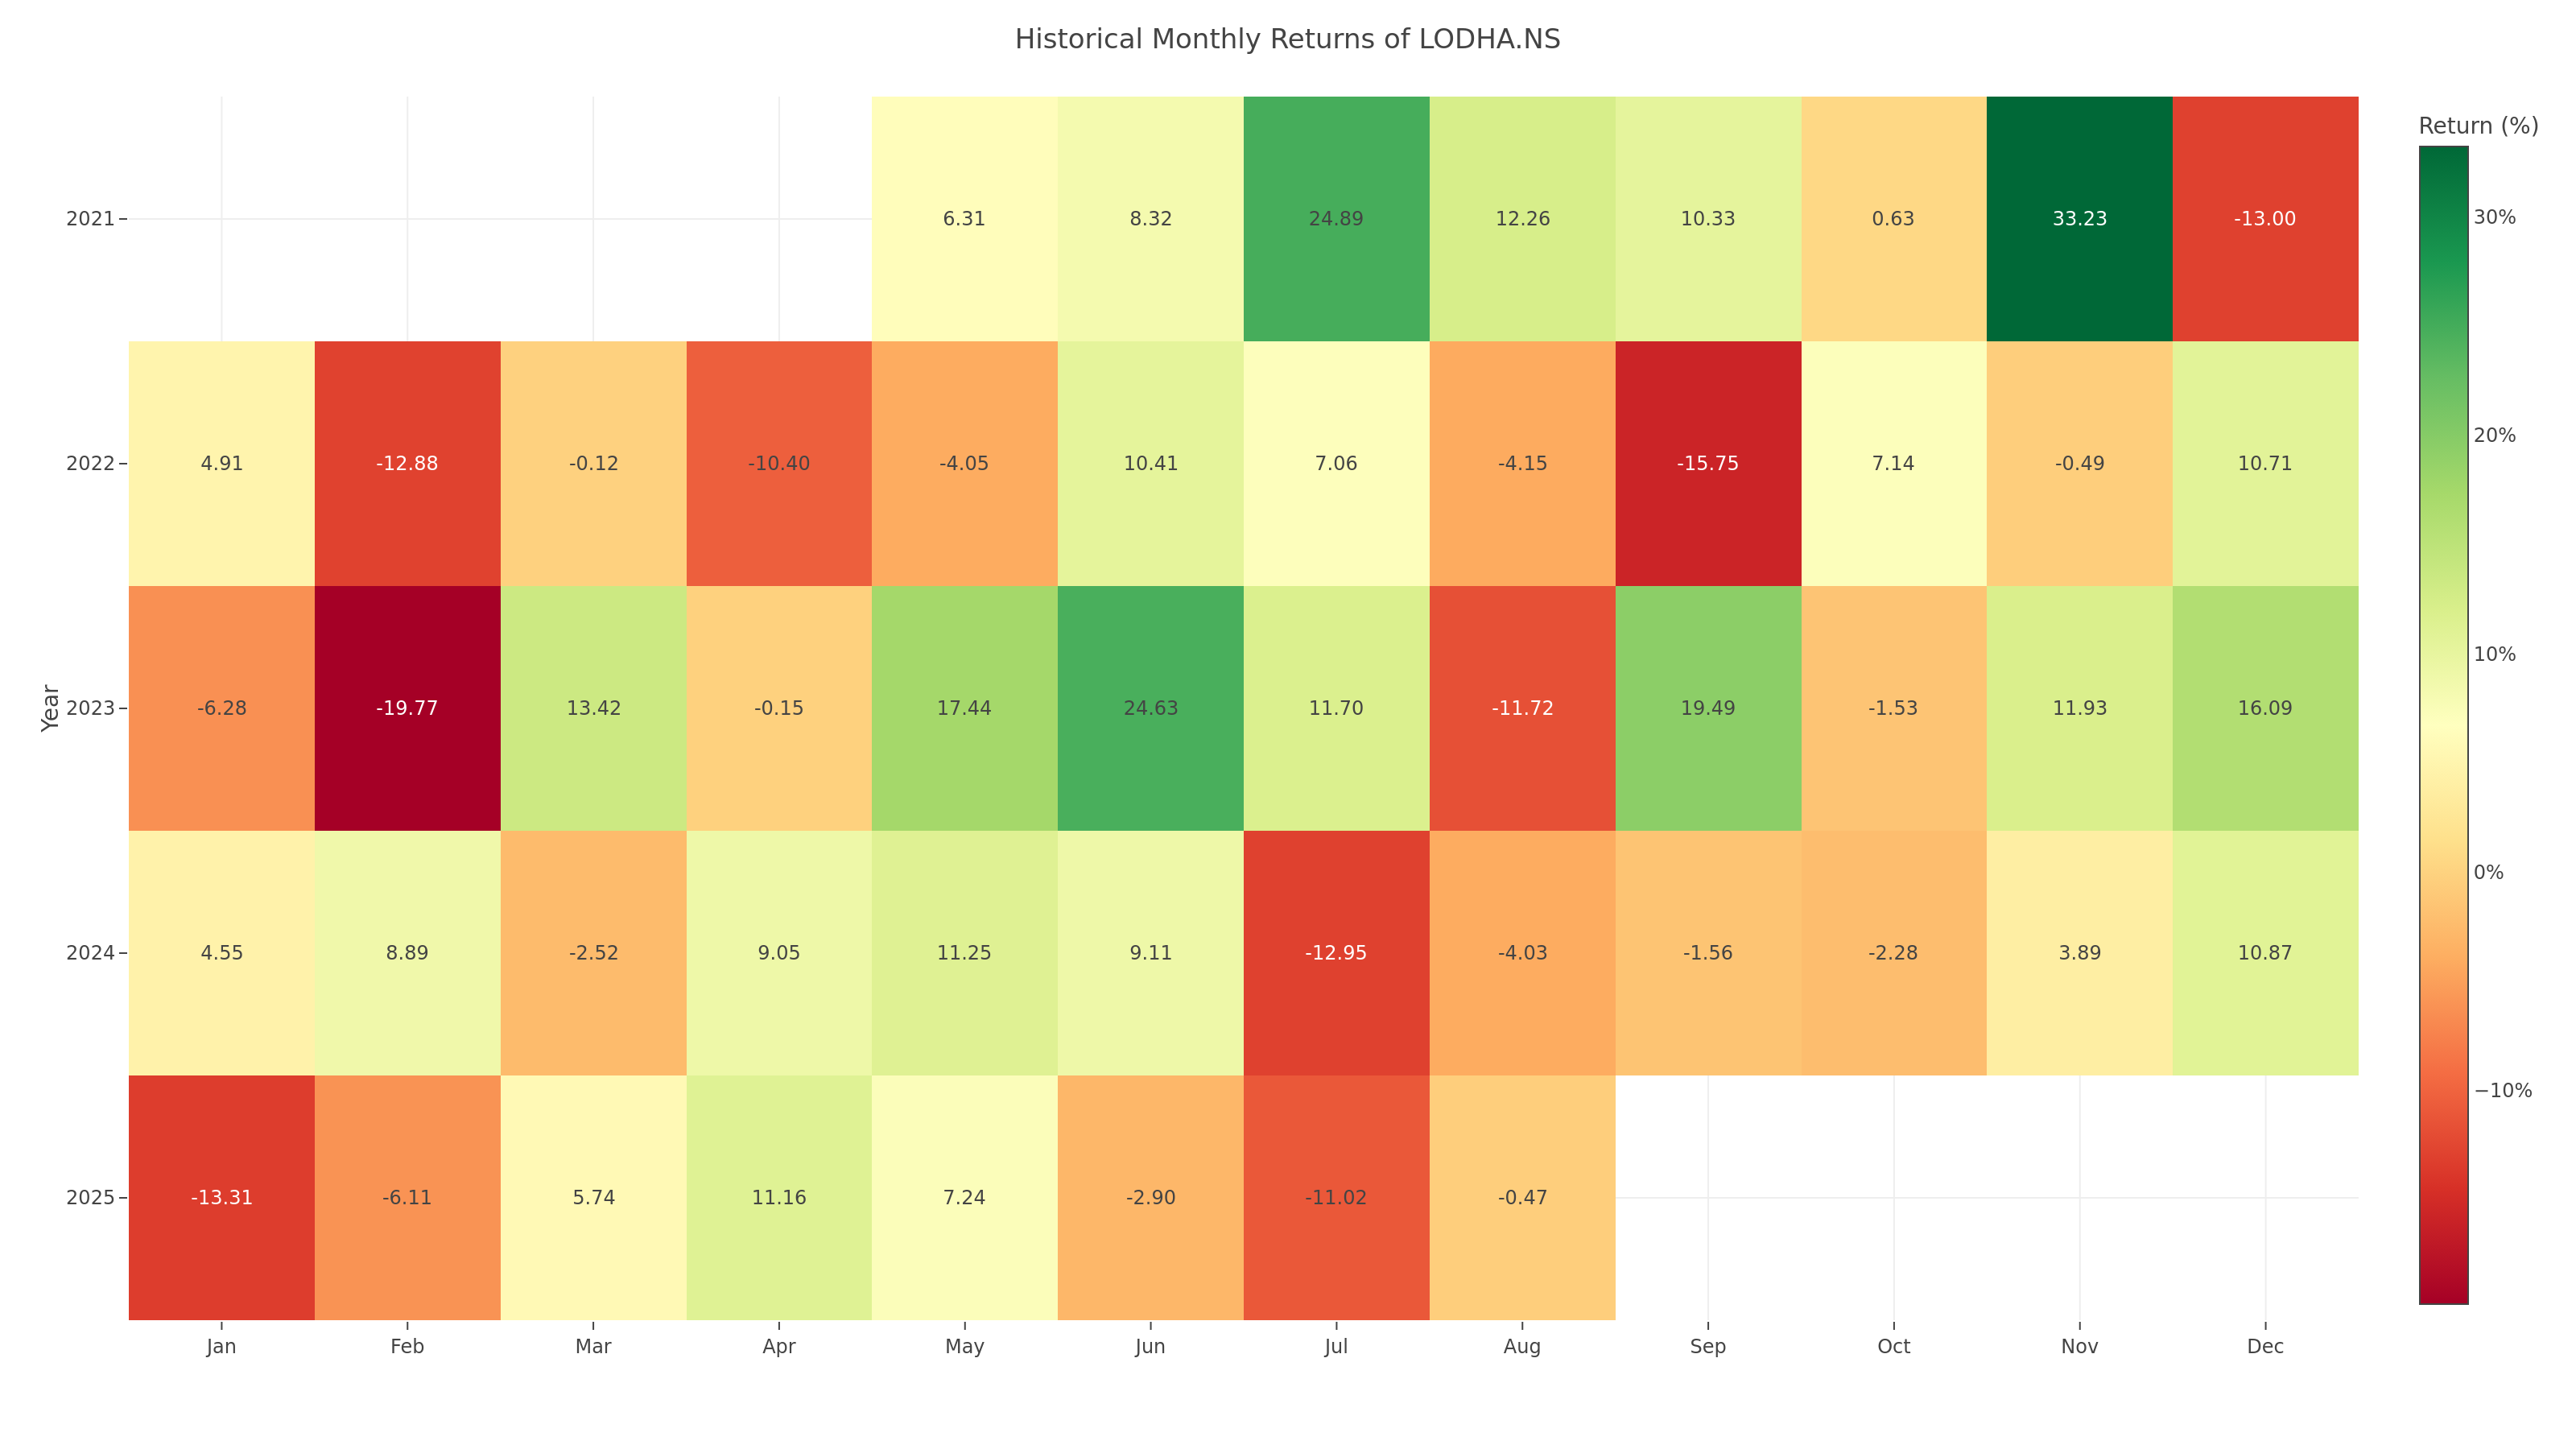 Historical Monthly Returns of LODHA.NS
Return (%)
2021 6.31 8.32 24.89 12.26 10.33 0.63 33.23 -13.00
2022 4.91 -12.88 -0.12 -10.40 -4.05 10.41 7.06 -4.15 -15.75 7.14 -0.49 10.71
2023 -6.28 -19.77 13.42 -0.15 17.44 24.63 11.70 -11.72 19.49 -1.53 11.93 16.09
2024 4.55 8.89 -2.52 9.05 11.25 9.11 -12.95 -4.03 -1.56 -2.28 3.89 10.87
2025 -13.31 -6.11 5.74 11.16 7.24 -2.90 -11.02 -0.47
Year
Jan Feb Mar Apr May Jun Jul Aug Sep Oct Nov Dec
30%
20%
10%
0%
−10%